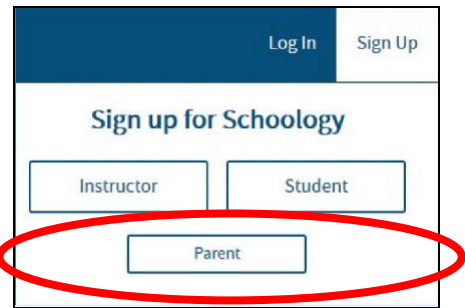 Log In Sign Up
Sign up for Schoology
Instructor Student
Parent